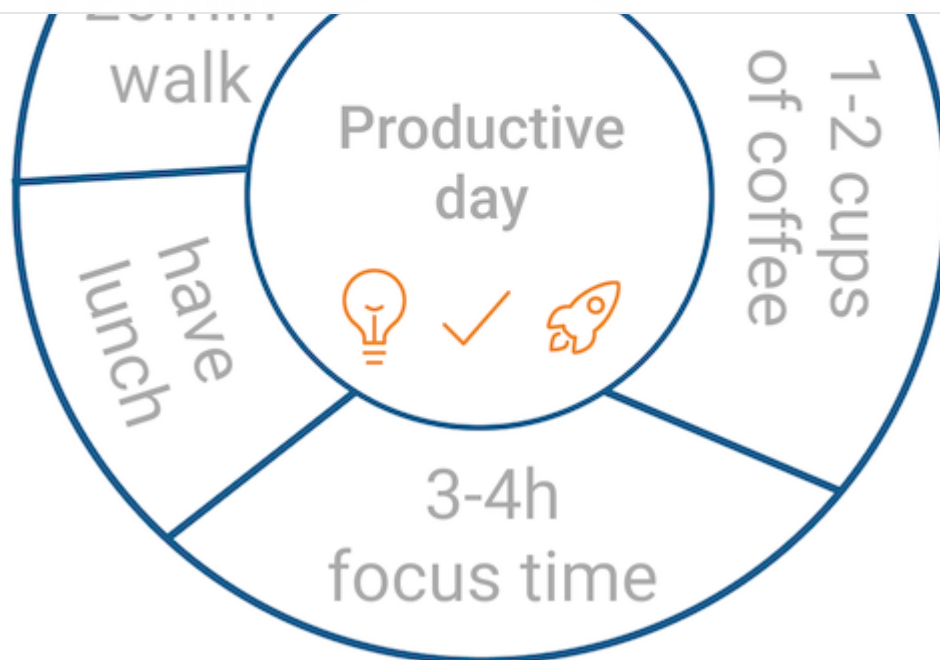 walk
Productive
day
1-2 cups
of coffee
have
lunch
3-4h
focus time